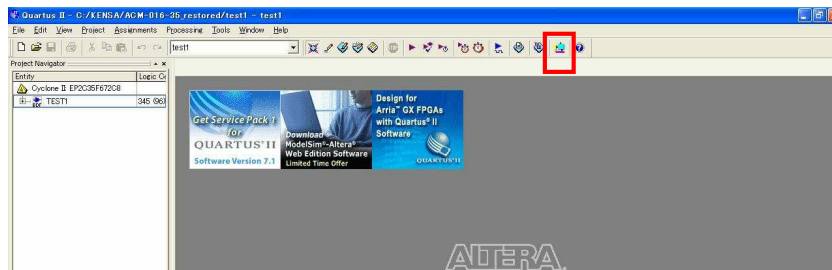 Quartus II - C:/KENSA/ACM-016-35_restored/test1 - test1
File Edit View Project Assignments Processing Tools Window Help
test1
Project Navigator
Entity Logic Ce
Cyclone II: EP2C35F672C8
TEST1 345 (96)
Get Service Pack 1
for
QUARTUS II
Software Version 7.1
Download
ModelSim®-Altera®
Web Edition Software
Limited Time Offer
Design for
Arria™ GX FPGAs
with Quartus® II
Software
QUARTUS II
ALTERA